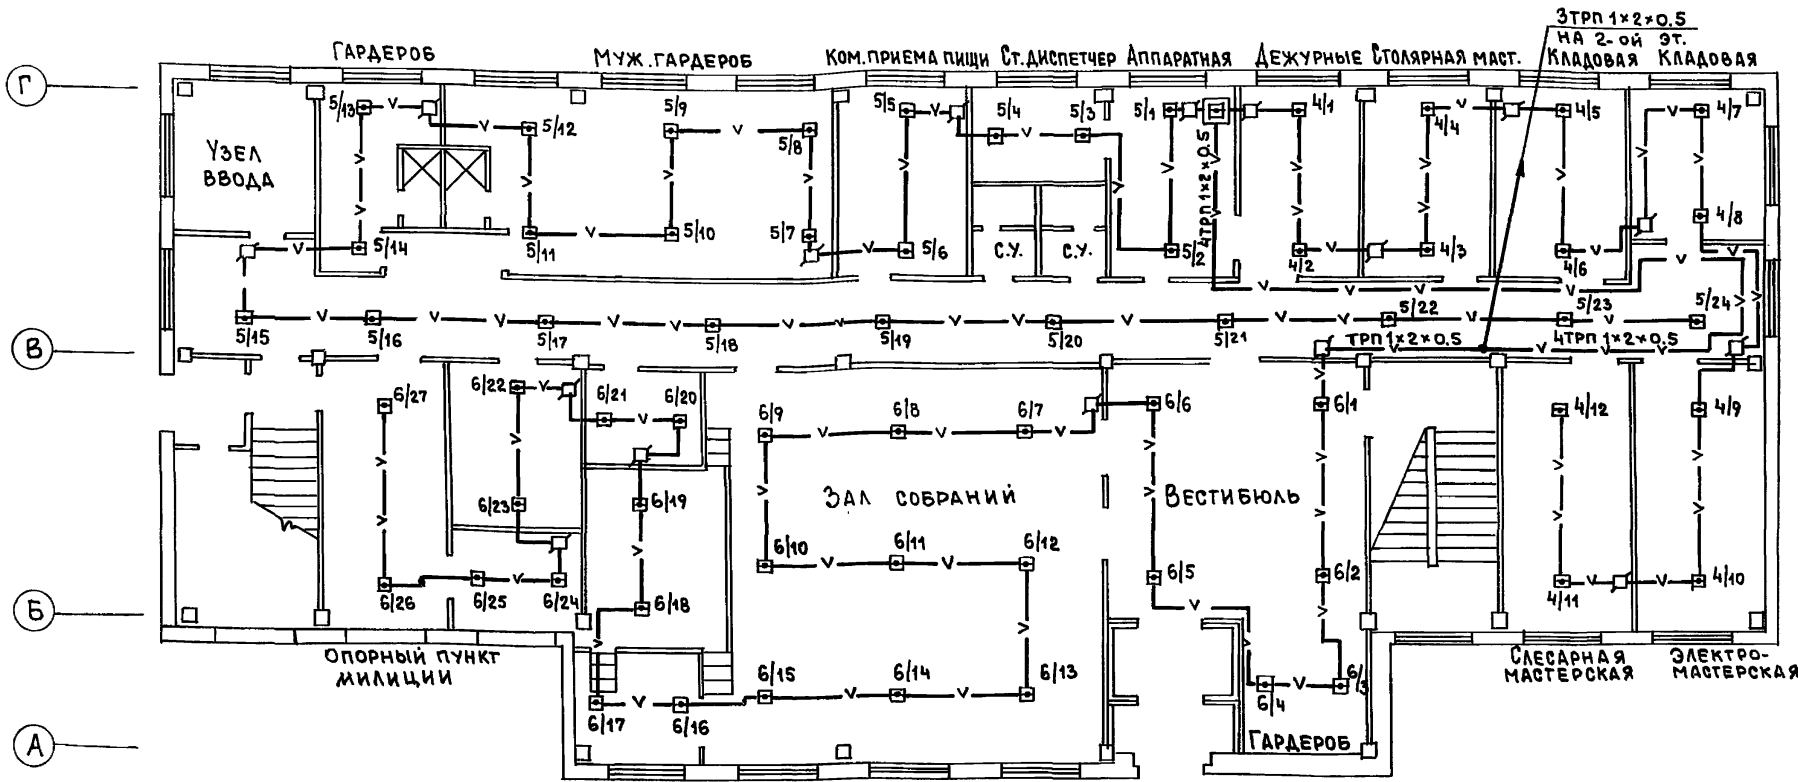 3ТРП 1×2×0.5
НА 2-ОЙ ЭТ.
ГАРДЕРОБ
МУЖ. ГАРДЕРОБ
КОМ. ПРИЕМА ПИЩИ
СТ. ДИСПЕТЧЕР
АППАРАТНАЯ
ДЕЖУРНЫЕ
СТОЛЯРНАЯ МАСТ.
КЛАДОВАЯ
КЛАДОВАЯ
Г
5/13
5/12
5/9
5/8
5/5
5/4
5/3
5/1
4/1
4/4
4/5
4/7
УЗЕЛ
ВВОДА
4ТРП 1×2×0.5
5/14
5/11
5/10
5/7
5/6
С.У.
С.У.
5/2
4/2
4/3
4/6
4/8
В
5/15
5/16
5/17
5/18
5/19
5/20
5/21
5/22
5/23
5/24
ТРП 1×2×0.5
4ТРП 1×2×0.5
6/27
6/22
6/21
6/20
6/9
6/8
6/7
6/6
6/1
4/12
4/9
6/23
6/19
ЗАЛ СОБРАНИЙ
ВЕСТИБЮЛЬ
6/10
6/11
6/12
6/5
6/2
4/11
4/10
Б
6/26
6/25
6/24
6/18
ОПОРНЫЙ ПУНКТ
МИЛИЦИИ
СЛЕСАРНАЯ
МАСТЕРСКАЯ
ЭЛЕКТРО-
МАСТЕРСКАЯ
6/17
6/16
6/15
6/14
6/13
6/4
6/3
А
ГАРДЕРОБ